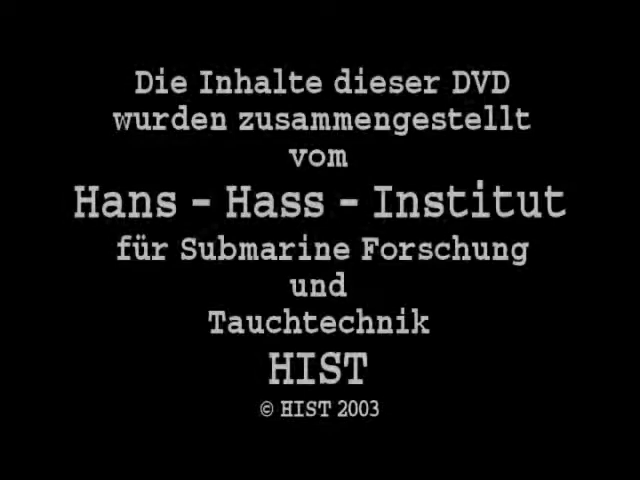 Die Inhalte dieser DVD
wurden zusammengestellt
vom
Hans - Hass - Institut
für Submarine Forschung
und
Tauchtechnik
HIST
© HIST 2003